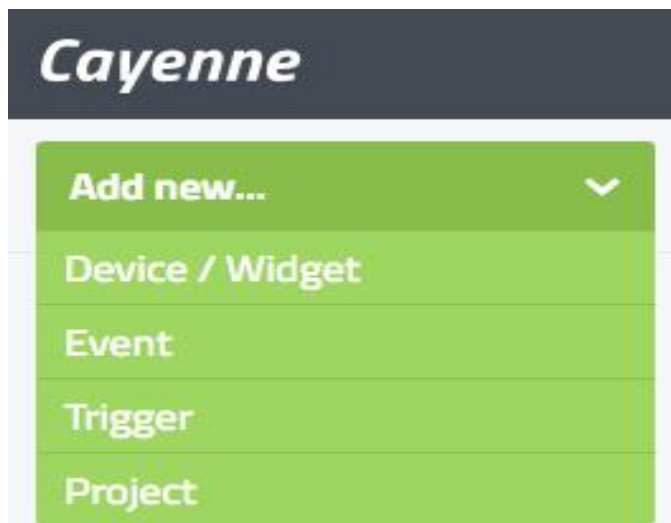 Cayenne
Add new...
Device / Widget
Event
Trigger
Project